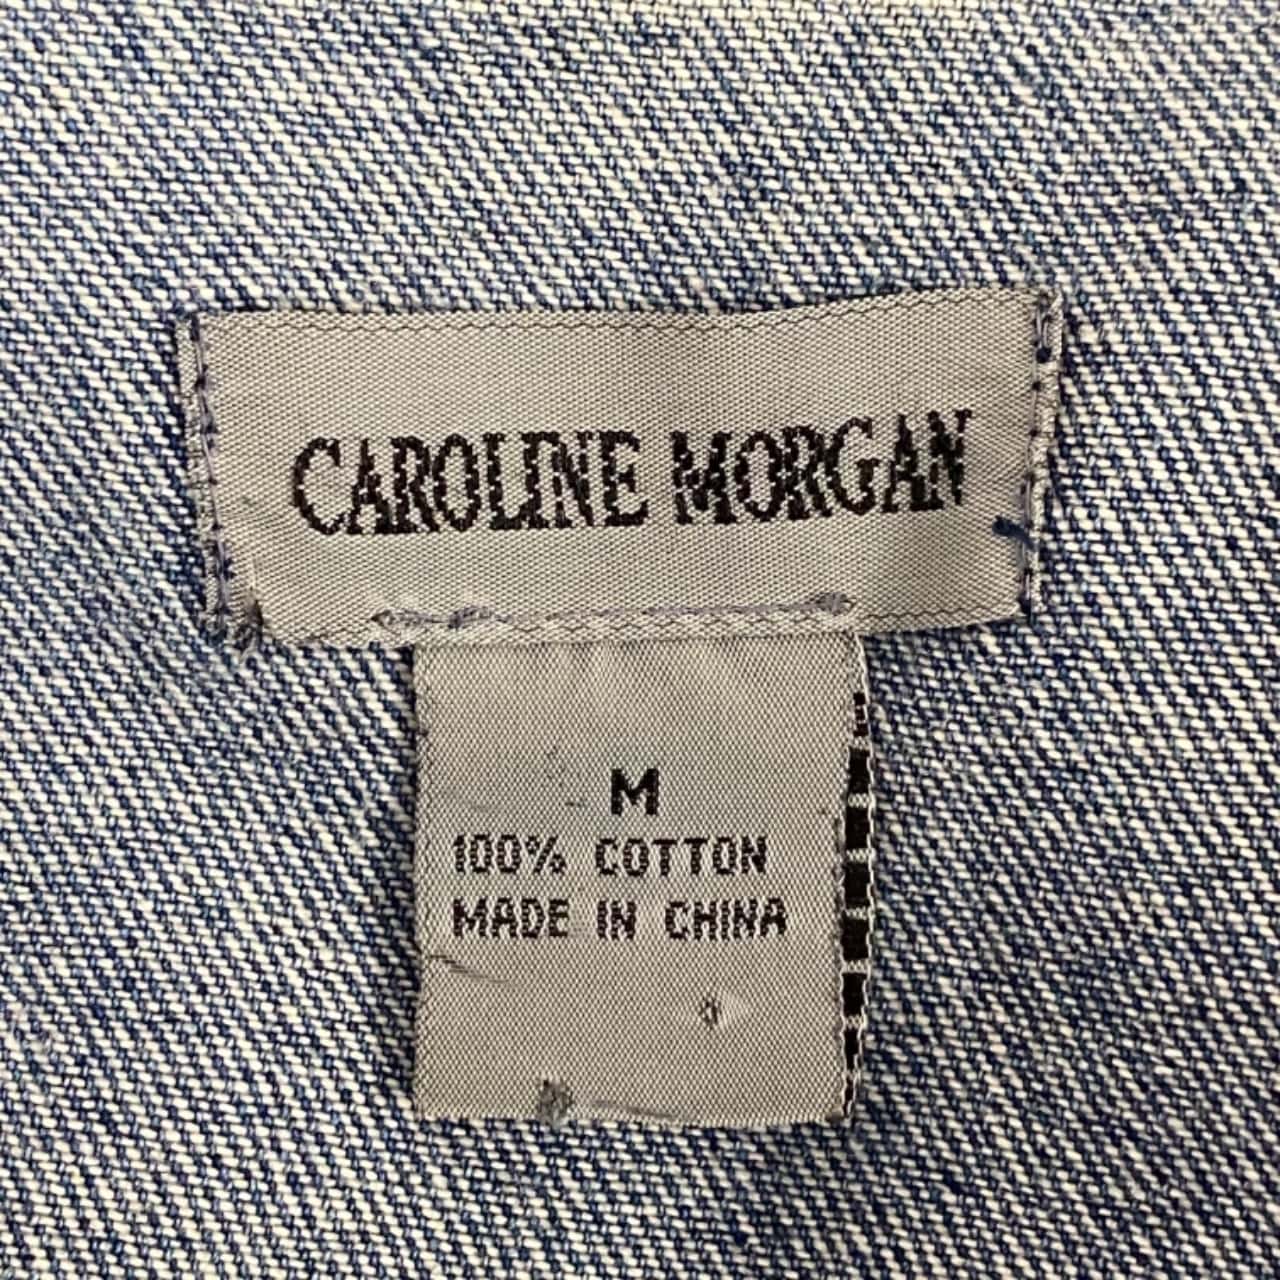 CAROLINE MORGAN
M
100% COTTON
MADE IN CHINA